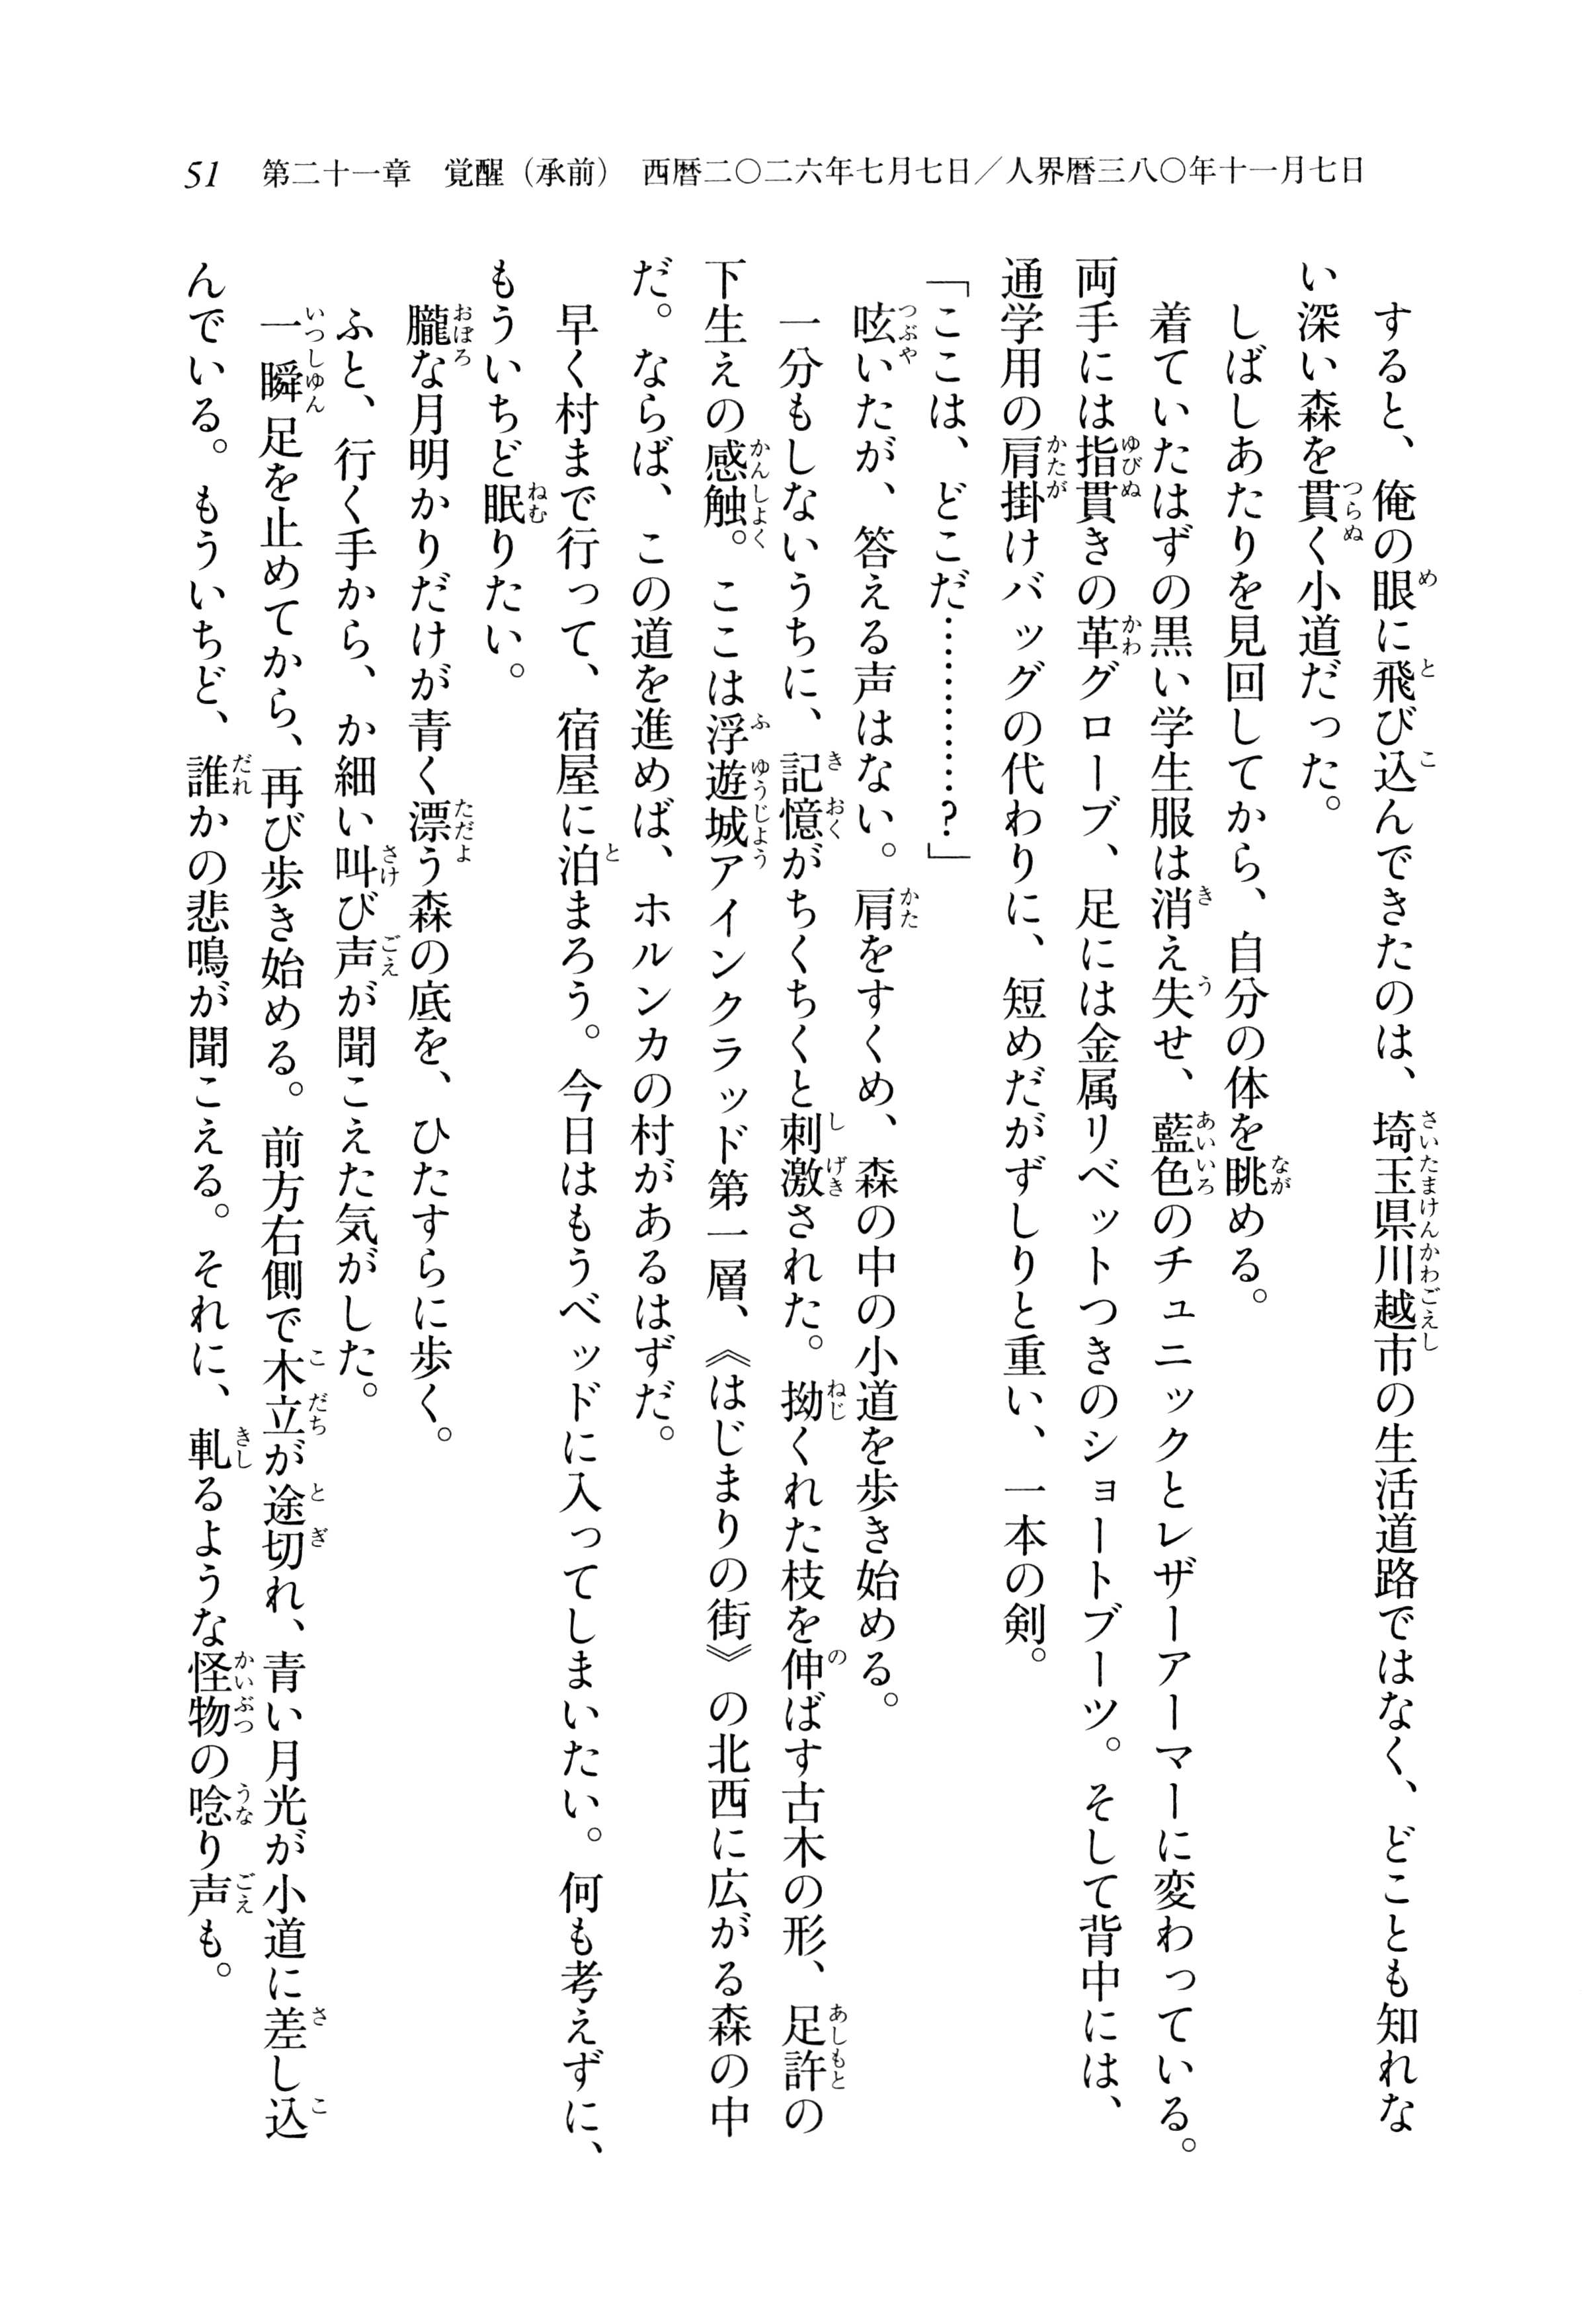 51　第二十一章　覚醒（承前）　西暦二〇二六年七月七日／人界暦三八〇年十一月七日
　すると、俺の眼に飛び込んできたのは、埼玉県川越市の生活道路ではなく、どことも知れな
い深い森を貫く小道だった。
　しばしあたりを見回してから、自分の体を眺める。
　着ていたはずの黒い学生服は消え失せ、藍色のチュニックとレザーアーマーに変わっている。
両手には指貫きの革グローブ、足には金属リベットつきのショートブーツ。そして背中には、
通学用の肩掛けバッグの代わりに、短めだがずしりと重い、一本の剣。
「ここは、どこだ…………？」
　呟いたが、答える声はない。肩をすくめ、森の中の小道を歩き始める。
　一分もしないうちに、記憶がちくちくと刺激された。拗くれた枝を伸ばす古木の形、足許の
下生えの感触。ここは浮遊城アインクラッド第一層、《はじまりの街》の北西に広がる森の中
だ。ならば、この道を進めば、ホルンカの村があるはずだ。
　早く村まで行って、宿屋に泊まろう。今日はもうベッドに入ってしまいたい。何も考えずに、
もういちど眠りたい。
　朧な月明かりだけが青く漂う森の底を、ひたすらに歩く。
　ふと、行く手から、か細い叫び声が聞こえた気がした。
　一瞬足を止めてから、再び歩き始める。前方右側で木立が途切れ、青い月光が小道に差し込
んでいる。もういちど、誰かの悲鳴が聞こえる。それに、軋るような怪物の唸り声も。